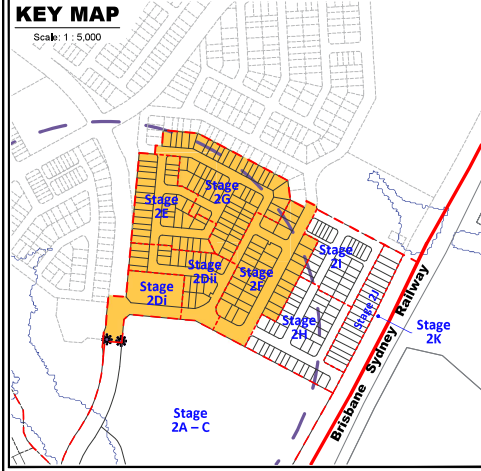 KEY MAP
Scale: 1 : 5,000
Stage
2G
Stage
2E
Stage
2I
Stage
2Dii
Stage
2F
Stage
2Di
Stage 2J
Stage
2H
Stage
2K
Brisbane Sydney Railway
Stage
2A – C